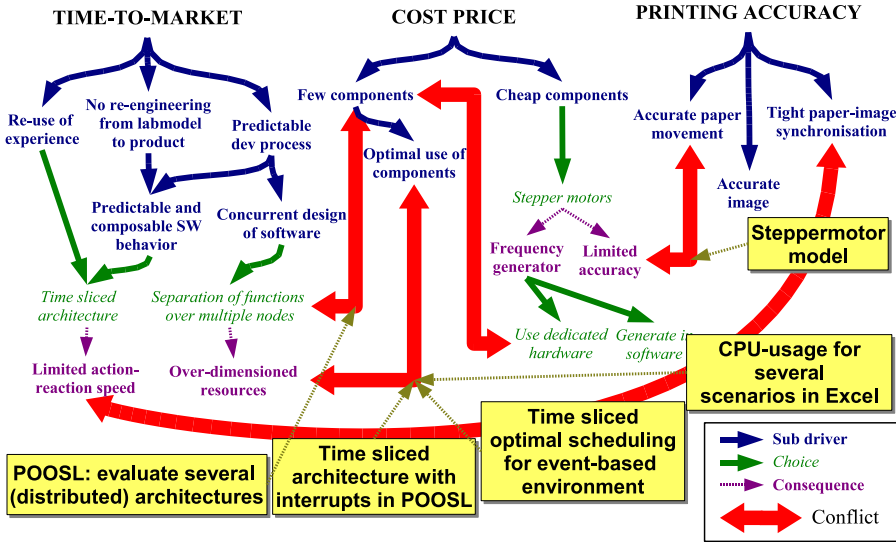 TIME-TO-MARKET
COST PRICE
PRINTING ACCURACY
Re-use of
experience
No re-engineering
from labmodel
to product
Predictable
dev process
Few components
Cheap components
Accurate paper
movement
Tight paper-image
synchronisation
Optimal use of
components
Accurate
image
Predictable and
composable SW
behavior
Concurrent design
of software
Stepper motors
Frequency
generator
Limited
accuracy
Steppermotor
model
Time sliced
architecture
Separation of functions
over multiple nodes
Use dedicated
hardware
Generate in
software
Limited action-
reaction speed
Over-dimensioned
resources
CPU-usage for
several
scenarios in Excel
POOSL: evaluate several
(distributed) architectures
Time sliced
architecture with
interrupts in POOSL
Time sliced
optimal scheduling
for event-based
environment
Sub driver
Choice
Consequence
Conflict